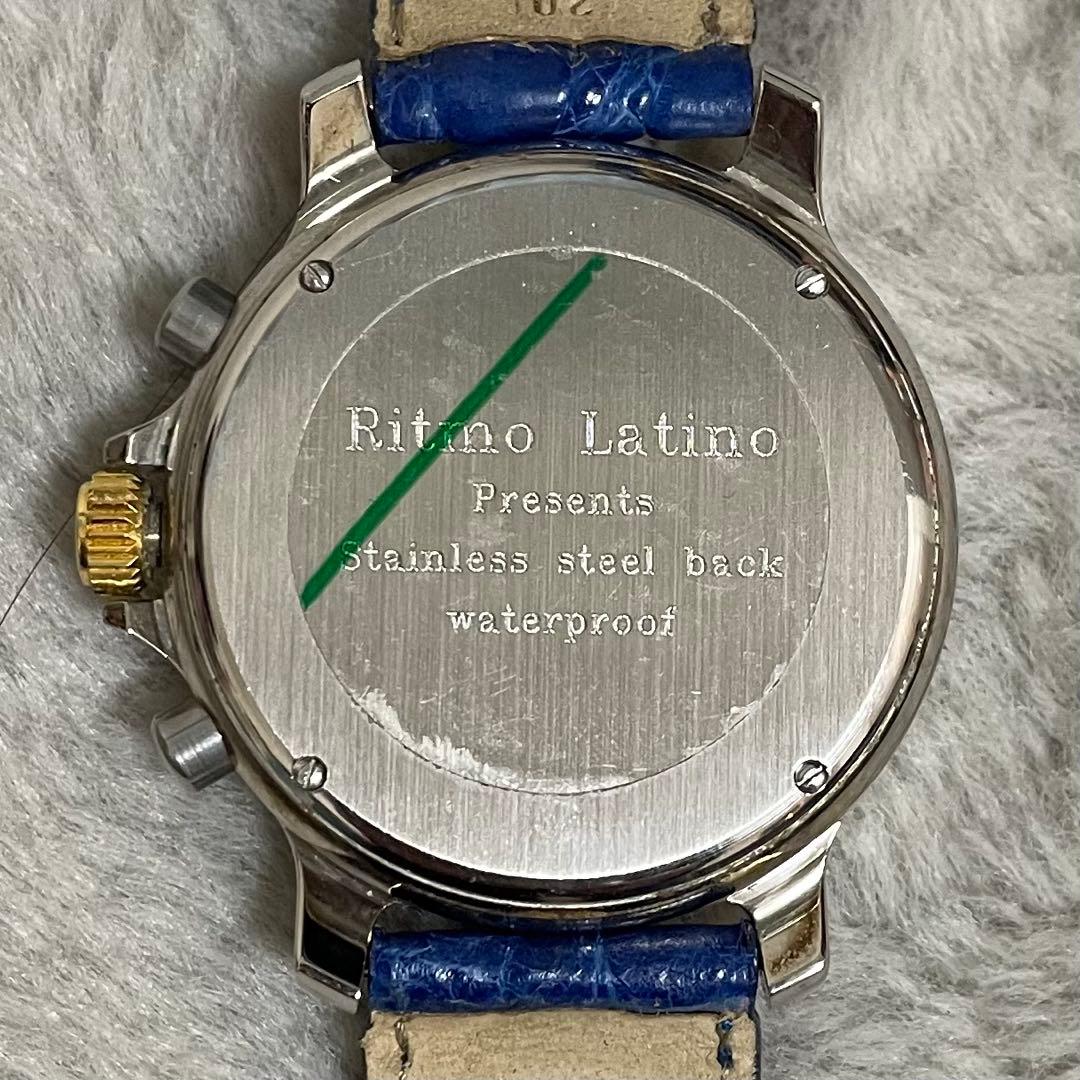 Ritmo Latino
Presents
Stainless steel back
waterproof